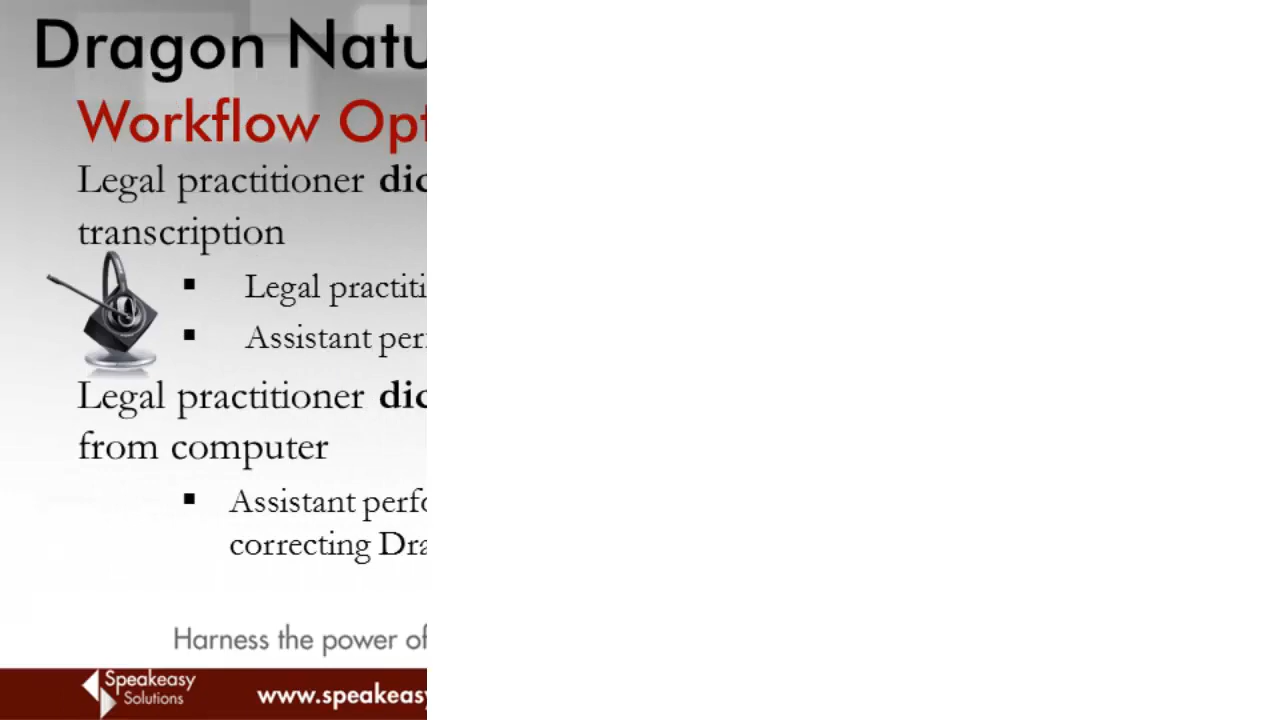 Dragon Natu
Workflow Opt
Legal practitioner dic
transcription
▪ Legal practiti
▪ Assistant per
Legal practitioner dic
from computer
▪ Assistant perfo
correcting Dra
Harness the power of
Speakeasy
Solutions
www.speakeasy